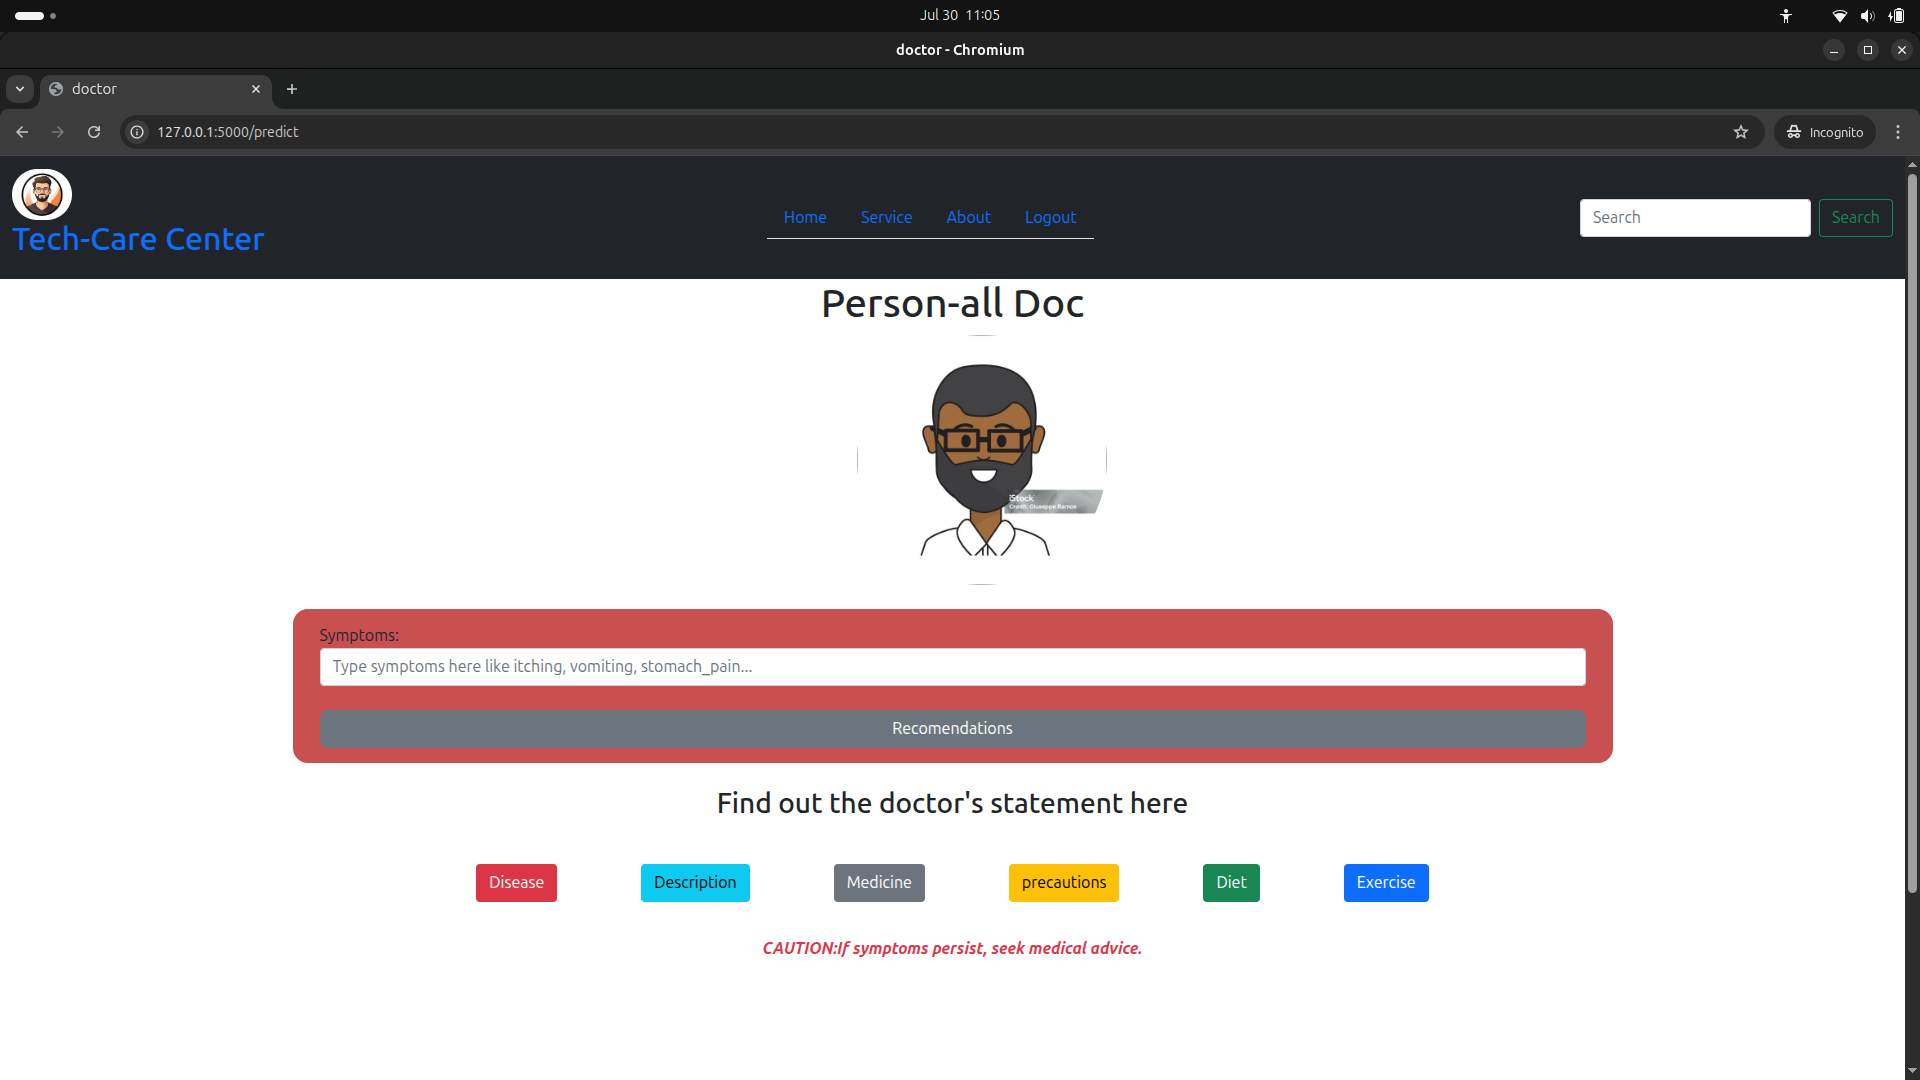 Jul 30 11:05
doctor - Chromium
doctor
127.0.0.1:5000/predict
Incognito
Tech-Care Center
Home
Service
About
Logout
Search
Search
Person-all Doc
iStock
Credit: Giuseppe Ramos
Symptoms:
Type symptoms here like itching, vomiting, stomach_pain...
Recomendations
Find out the doctor's statement here
Disease
Description
Medicine
precautions
Diet
Exercise
CAUTION:If symptoms persist, seek medical advice.